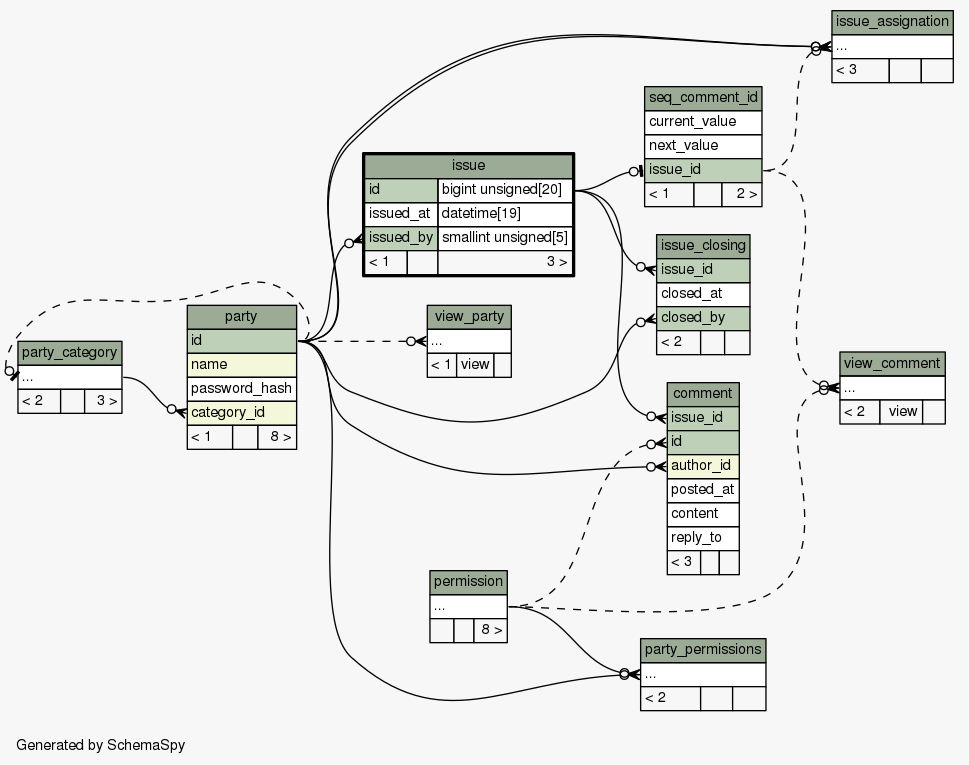 issue_assignation
...
< 3
seq_comment_id
current_value
next_value
issue_id
< 1 2 >
issue
id bigint unsigned[20]
issued_at datetime[19]
issued_by smallint unsigned[5]
< 1 3 >
issue_closing
issue_id
closed_at
closed_by
< 2
party
id
name
password_hash
category_id
< 1 8 >
view_party
...
< 1 view
party_category
...
< 2 3 >
view_comment
...
< 2 view
comment
issue_id
id
author_id
posted_at
content
reply_to
< 3
permission
...
8 >
party_permissions
...
< 2
Generated by SchemaSpy